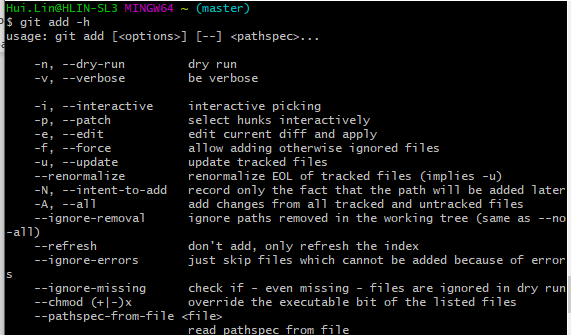 Hui.Lin@HLIN-SL3 MINGW64 ~ (master)
$ git add -h
usage: git add [<options>] [--] <pathspec>...
-n, --dry-run dry run
-v, --verbose be verbose
-i, --interactive interactive picking
-p, --patch select hunks interactively
-e, --edit edit current diff and apply
-f, --force allow adding otherwise ignored files
-u, --update update tracked files
--renormalize renormalize EOL of tracked files (implies -u)
-N, --intent-to-add record only the fact that the path will be added later
-A, --all add changes from all tracked and untracked files
--ignore-removal ignore paths removed in the working tree (same as --no
-all)
--refresh don't add, only refresh the index
--ignore-errors just skip files which cannot be added because of error
s
--ignore-missing check if - even missing - files are ignored in dry run
--chmod (+|-)x override the executable bit of the listed files
--pathspec-from-file <file>
read pathspec from file